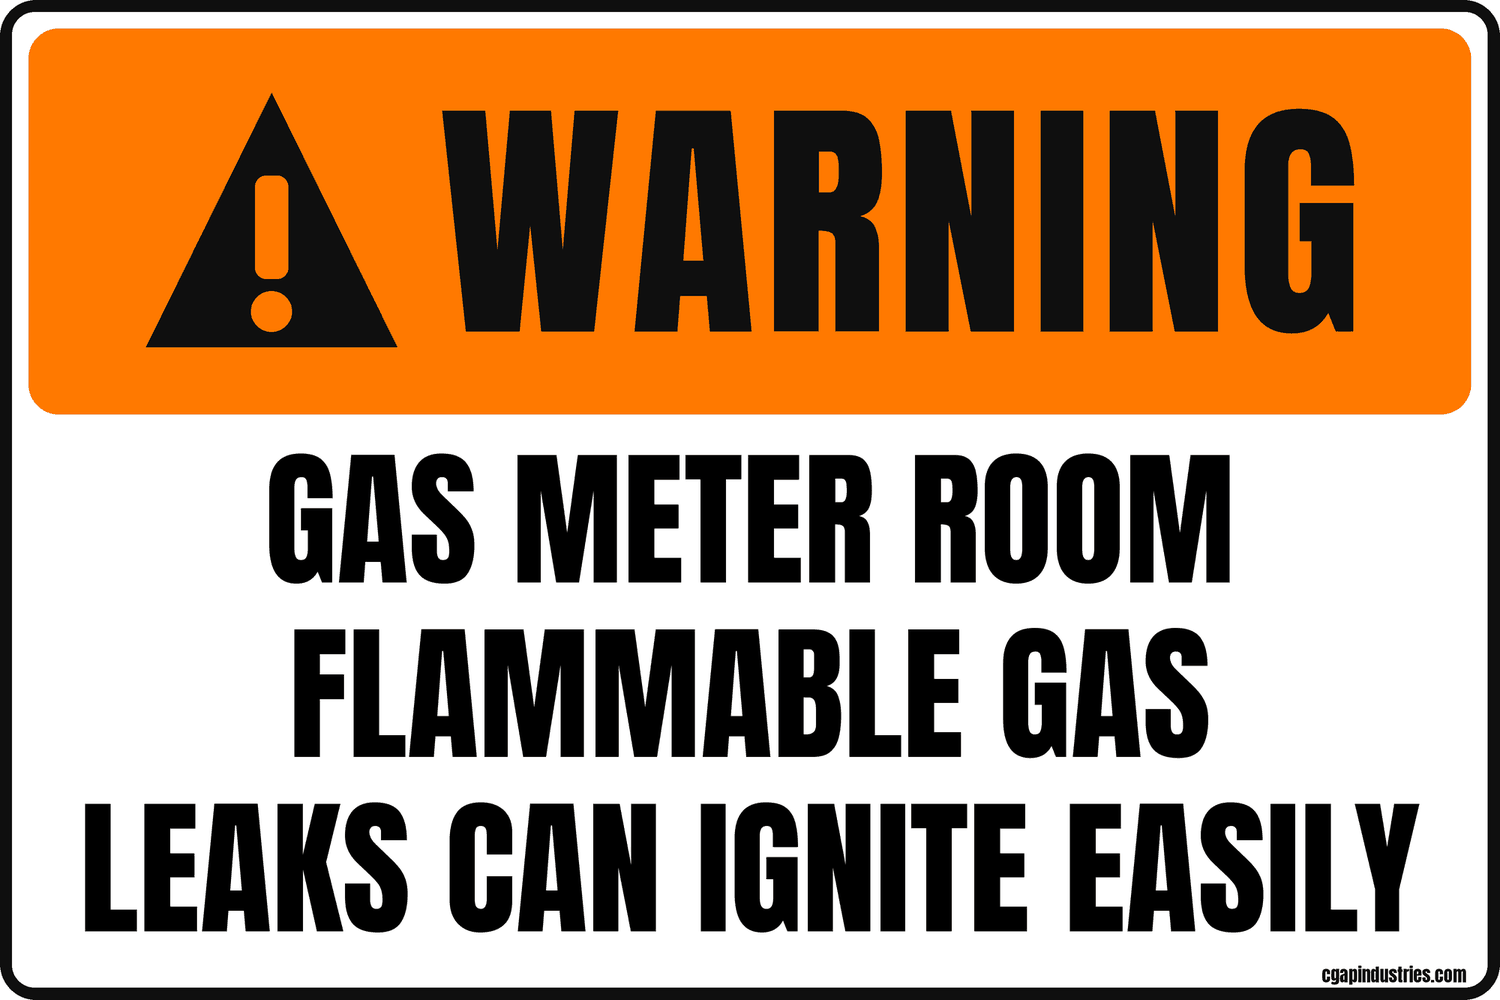 WARNING
GAS METER ROOM
FLAMMABLE GAS
LEAKS CAN IGNITE EASILY
cgapindustries.com